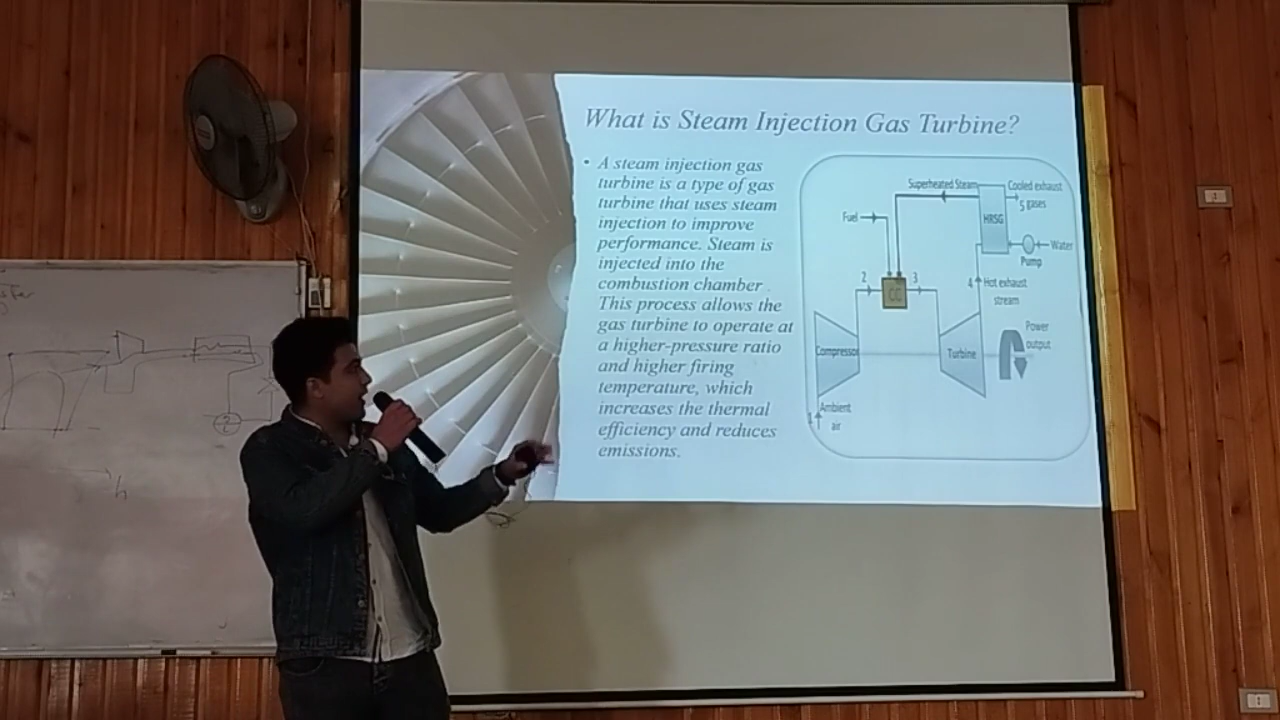 What is Steam Injection Gas Turbine?
• A steam injection gas
turbine is a type of gas
turbine that uses steam
injection to improve
performance. Steam is
injected into the
combustion chamber .
This process allows the
gas turbine to operate at
a higher-pressure ratio
and higher firing
temperature, which
increases the thermal
efficiency and reduces
emissions.
Superheated Steam
Cooled exhaust
5 gases
Fuel
HRSG
Water
Pump
2
CC
3
4
Hot exhaust
stream
Compressor
Turbine
Power
output
1
Ambient
air
h